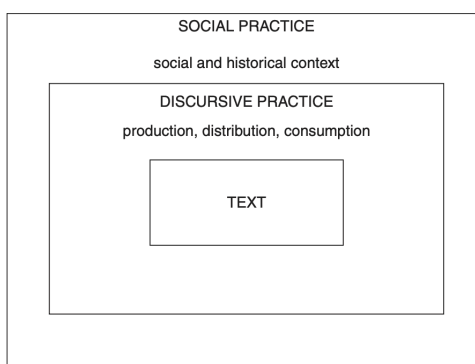 SOCIAL PRACTICE
social and historical context
DISCURSIVE PRACTICE
production, distribution, consumption
TEXT